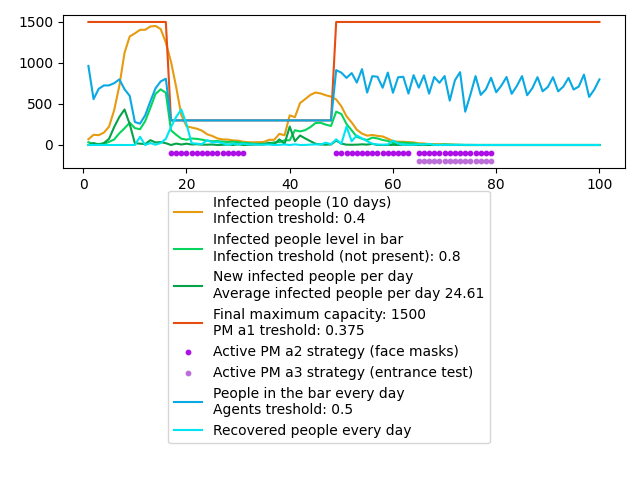 1500
1000
500
0
0 20 40 60 80 100
Infected people (10 days)
Infection treshold: 0.4
Infected people level in bar
Infection treshold (not present): 0.8
New infected people per day
Average infected people per day 24.61
Final maximum capacity: 1500
PM a1 treshold: 0.375
Active PM a2 strategy (face masks)
Active PM a3 strategy (entrance test)
People in the bar every day
Agents treshold: 0.5
Recovered people every day